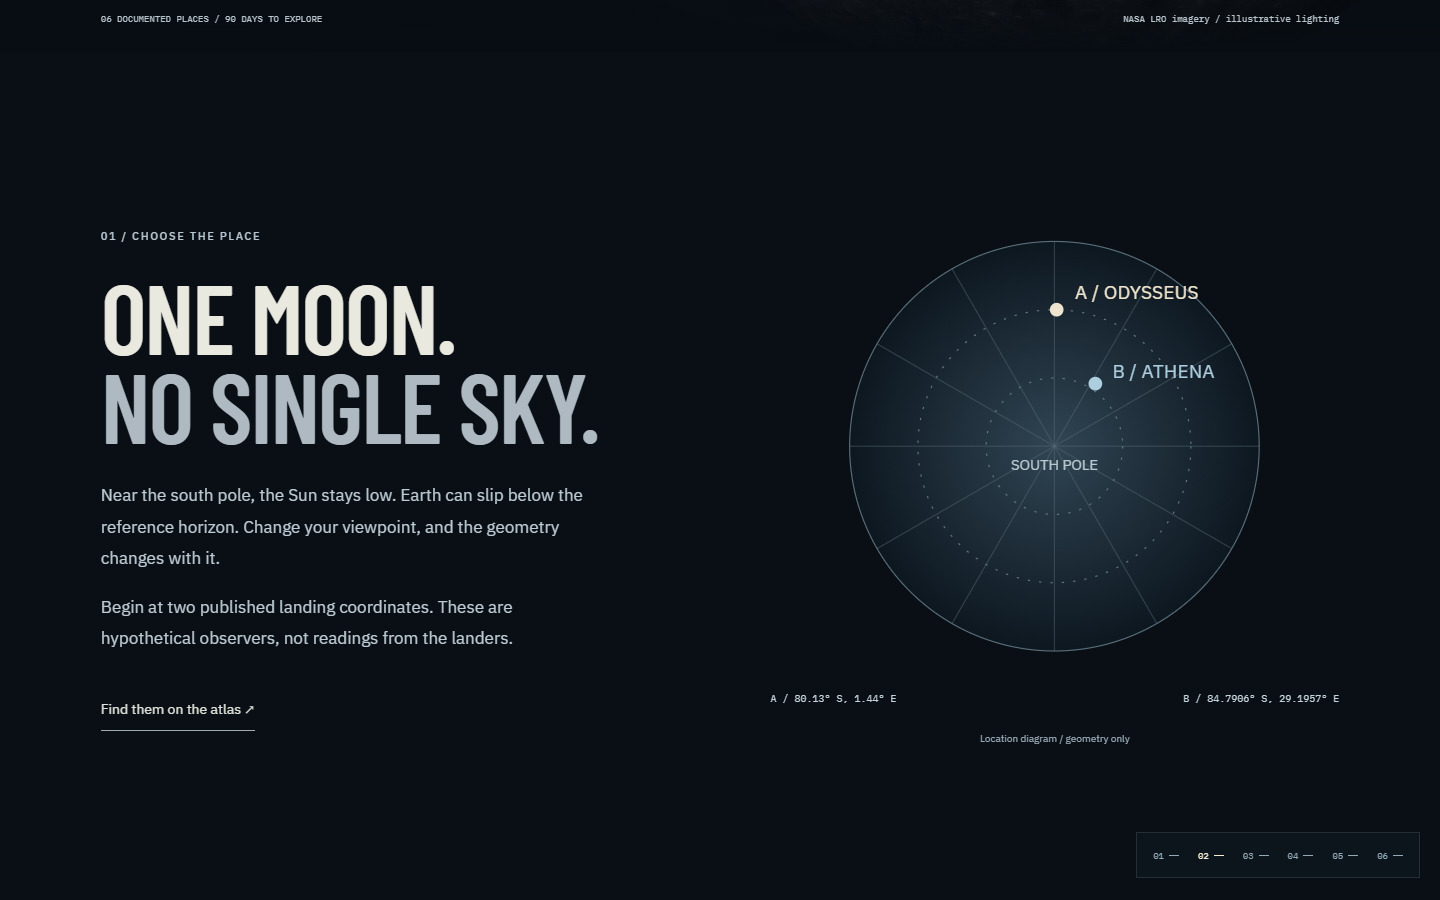 06 DOCUMENTED PLACES / 90 DAYS TO EXPLORE
NASA LRO imagery / illustrative lighting
01 / CHOOSE THE PLACE
ONE MOON.
NO SINGLE SKY.
Near the south pole, the Sun stays low. Earth can slip below the
reference horizon. Change your viewpoint, and the geometry
changes with it.
Begin at two published landing coordinates. These are
hypothetical observers, not readings from the landers.
Find them on the atlas ↗
A / ODYSSEUS
B / ATHENA
SOUTH POLE
A / 80.13° S, 1.44° E
B / 84.7906° S, 29.1957° E
Location diagram / geometry only
01 — 02 — 03 — 04 — 05 — 06 —